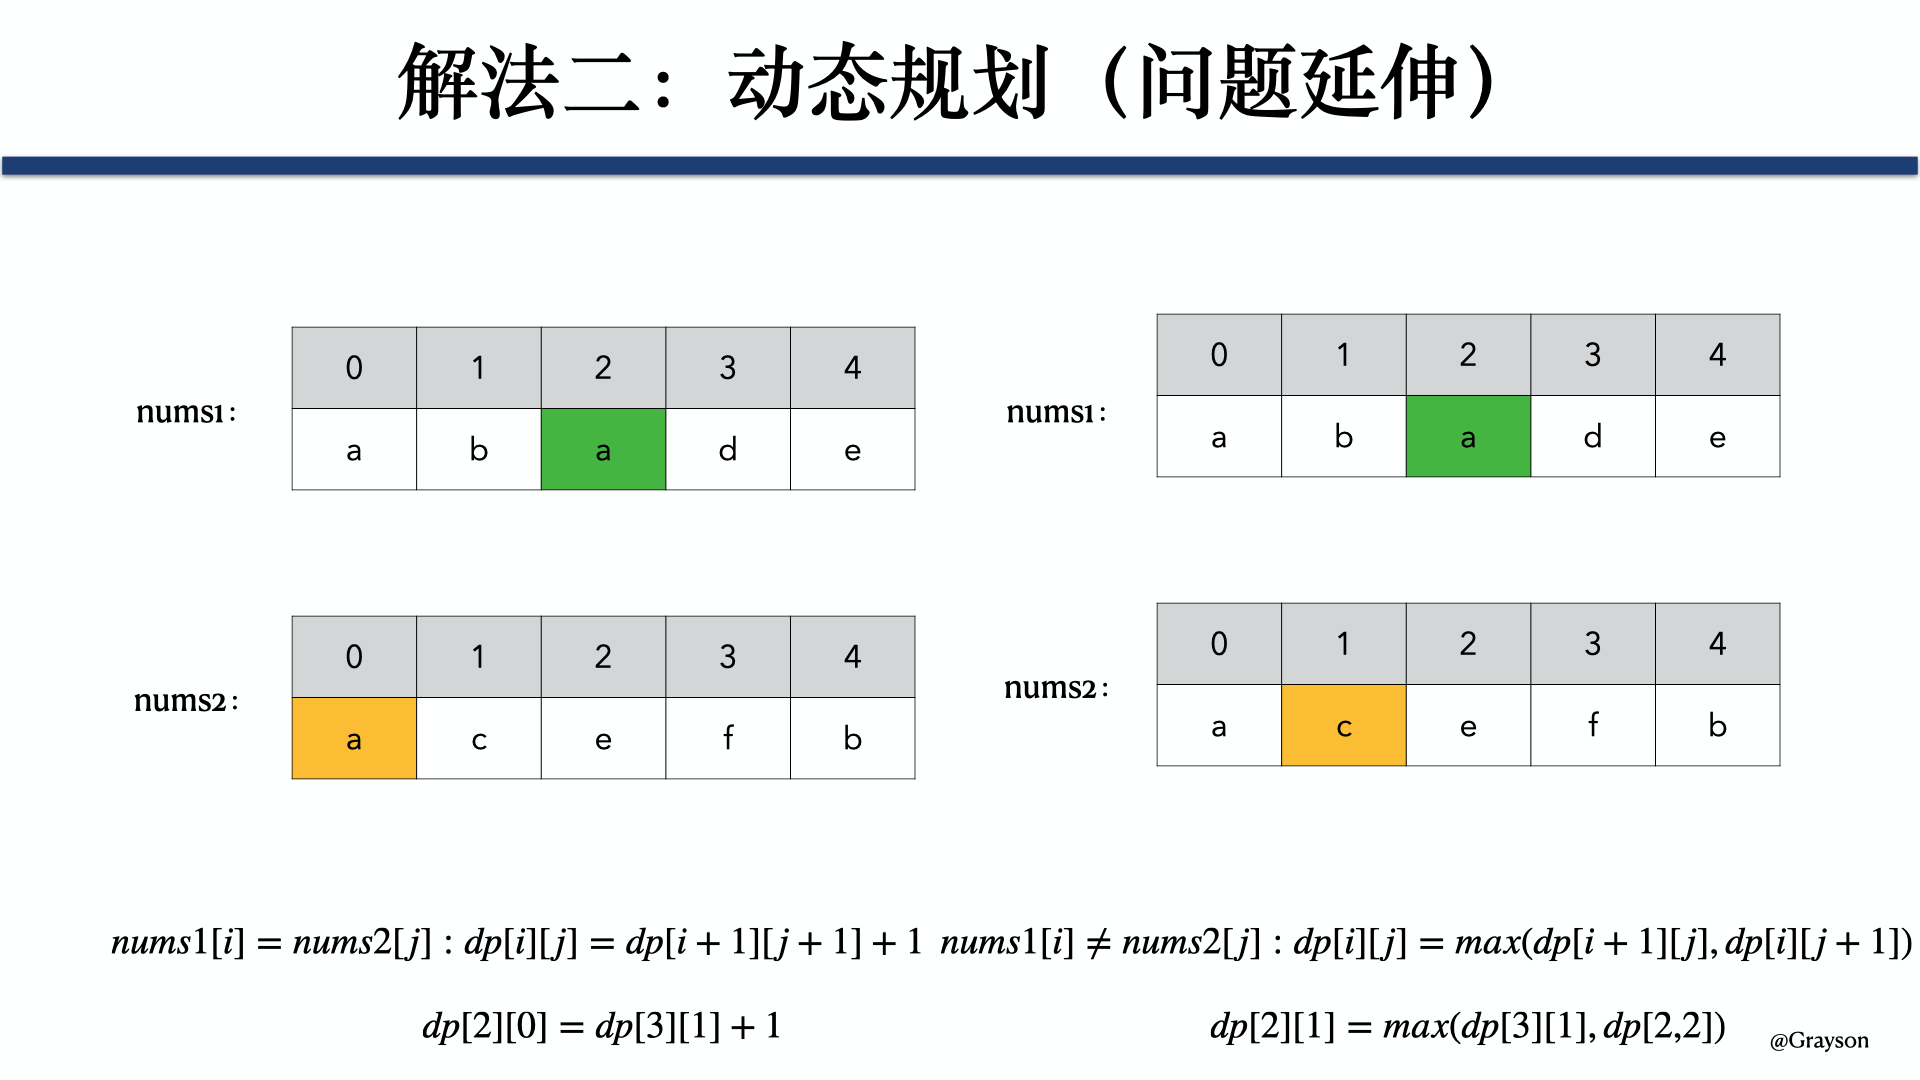 解法二：动态规划（问题延伸）
nums1:
0 1 2 3 4
a b a d e
nums2:
0 1 2 3 4
a c e f b
nums1[i] = nums2[j] : dp[i][j] = dp[i + 1][j + 1] + 1
dp[2][0] = dp[3][1] + 1
nums1:
0 1 2 3 4
a b a d e
nums2:
0 1 2 3 4
a c e f b
nums1[i] ≠ nums2[j] : dp[i][j] = max(dp[i + 1][j], dp[i][j + 1])
dp[2][1] = max(dp[3][1], dp[2,2])
@Grayson